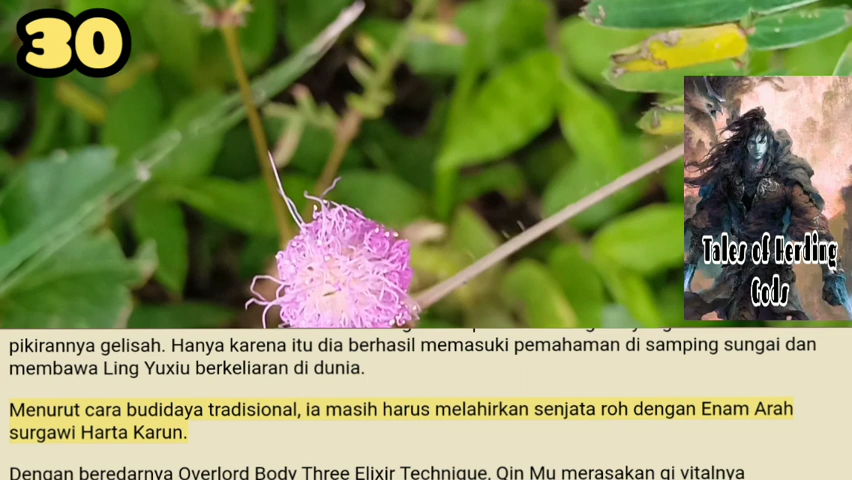 30
Tales of Herding
Gods
pikirannya gelisah. Hanya karena itu dia berhasil memasuki pemahaman di samping sungai dan
membawa Ling Yuxiu berkeliaran di dunia.
Menurut cara budidaya tradisional, ia masih harus melahirkan senjata roh dengan Enam Arah
surgawi Harta Karun.
Dengan beredarnya Overlord Body Three Elixir Technique, Qin Mu merasakan qi vitalnya